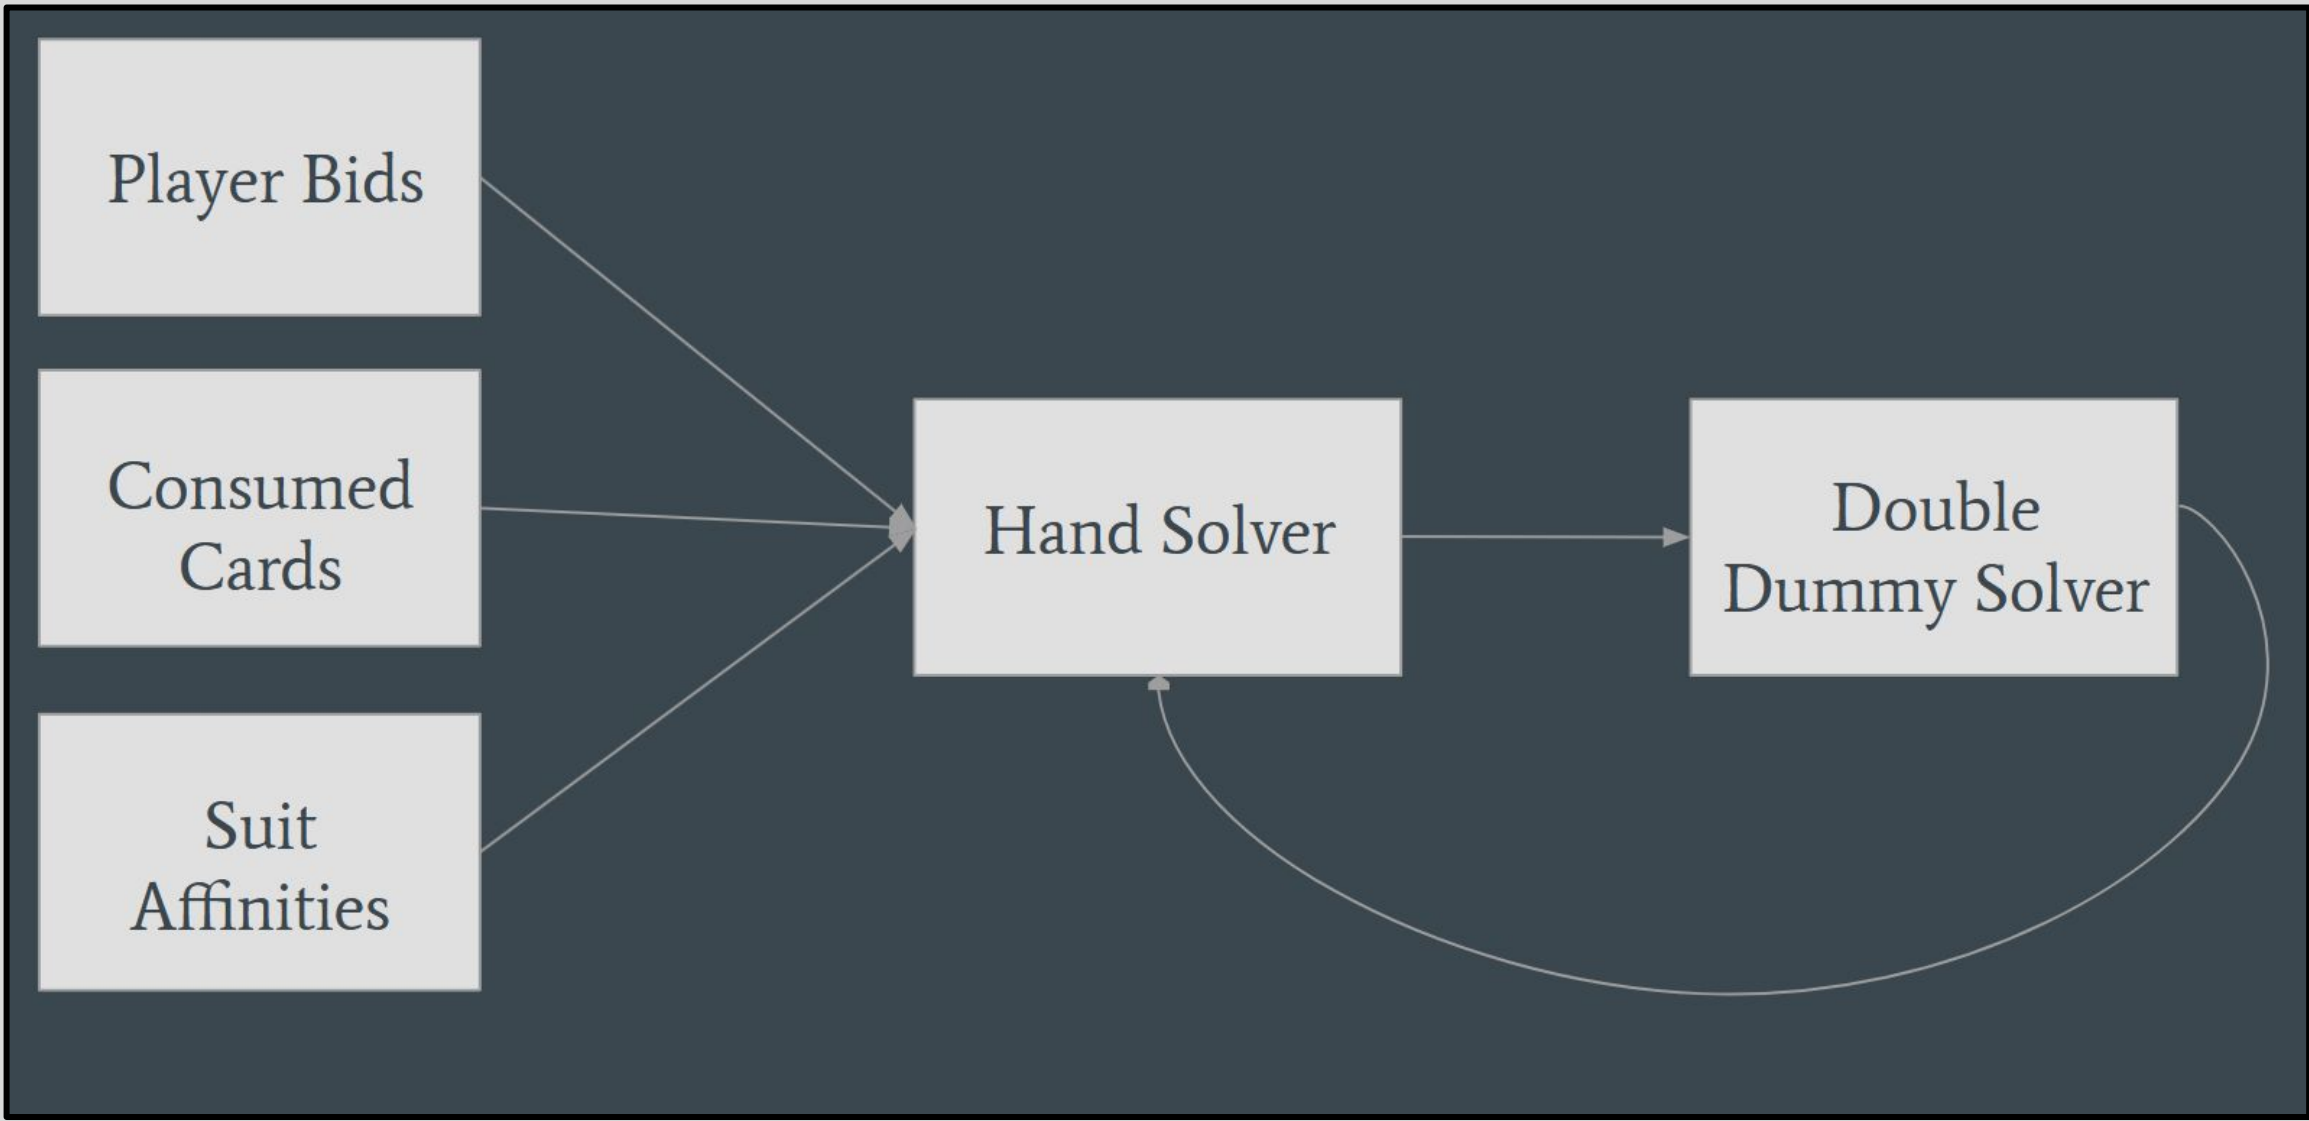 Player Bids
Consumed
Cards
Suit
Affinities
Hand Solver
Double
Dummy Solver